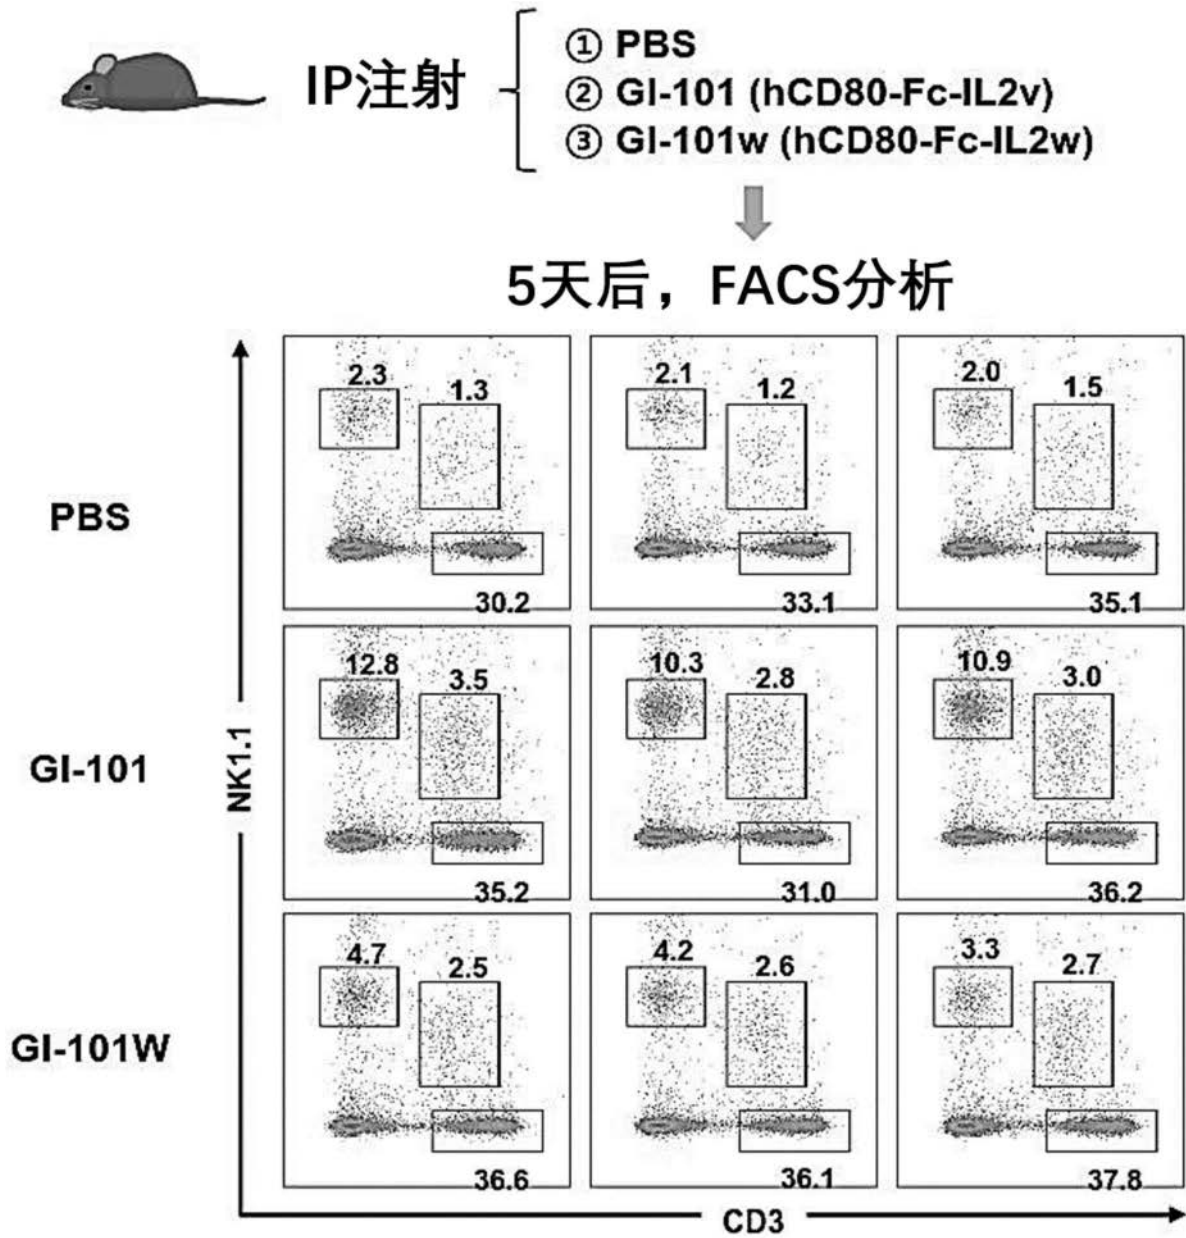 IP注射
① PBS
② GI-101 (hCD80-Fc-IL2v)
③ GI-101w (hCD80-Fc-IL2w)
5天后，FACS分析
PBS
2.3 1.3 30.2
2.1 1.2 33.1
2.0 1.5 35.1
GI-101
12.8 3.5 35.2
10.3 2.8 31.0
10.9 3.0 36.2
GI-101W
4.7 2.5 36.6
4.2 2.6 36.1
3.3 2.7 37.8
NK1.1
CD3